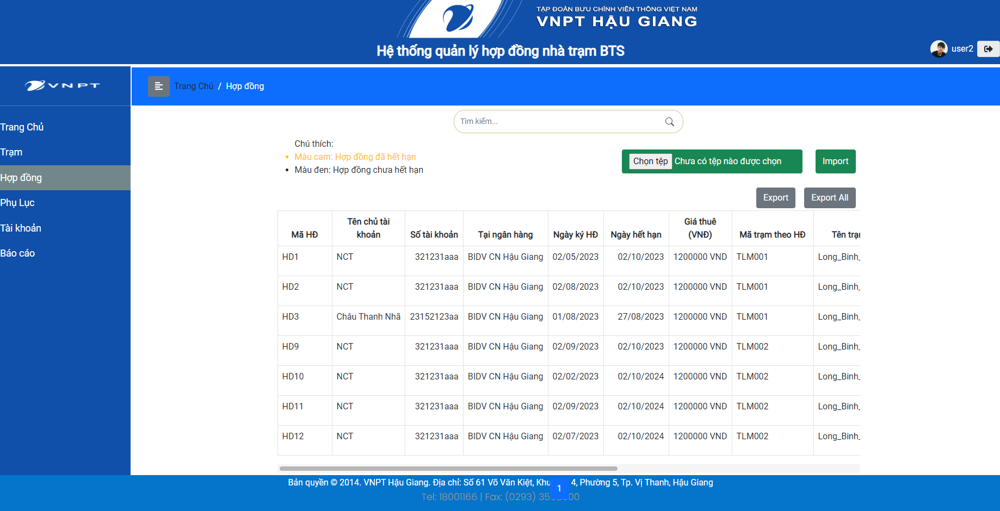 TẬP ĐOÀN BƯU CHÍNH VIỄN THÔNG VIỆT NAM
VNPT HẬU GIANG
Hệ thống quản lý hợp đồng nhà trạm BTS
user2
VNPT
Trang Chủ / Hợp đồng
Trang Chủ
Trạm
Hợp đồng
Phụ Lục
Tài khoản
Báo cáo
Tìm kiếm...
Chú thích:
Màu cam: Hợp đồng đã hết hạn
Màu đen: Hợp đồng chưa hết hạn
Chọn tệp Chưa có tệp nào được chọn
Import
Export Export All
Mã HĐ Tên chủ tài khoản Số tài khoản Tại ngân hàng Ngày ký HĐ Ngày hết hạn Giá thuê (VNĐ) Mã trạm theo HĐ Tên trạ
HD1 NCT 321231aaa BIDV CN Hậu Giang 02/05/2023 02/10/2023 1200000 VND TLM001 Long_Binh_
HD2 NCT 321231aaa BIDV CN Hậu Giang 02/08/2023 02/10/2023 1200000 VND TLM001 Long_Binh_
HD3 Châu Thanh Nhã 23152123aa BIDV CN Hậu Giang 01/08/2023 27/08/2023 1200000 VND TLM001 Long_Binh_
HD9 NCT 321231aaa BIDV CN Hậu Giang 02/09/2023 02/10/2023 1200000 VND TLM002 Long_Binh_
HD10 NCT 321231aaa BIDV CN Hậu Giang 02/02/2023 02/10/2024 1200000 VND TLM002 Long_Binh_
HD11 NCT 321231aaa BIDV CN Hậu Giang 02/09/2023 02/10/2024 1200000 VND TLM002 Long_Binh_
HD12 NCT 321231aaa BIDV CN Hậu Giang 02/07/2023 02/10/2024 1200000 VND TLM002 Long_Binh_
Bản quyền © 2014. VNPT Hậu Giang. Địa chỉ: Số 61 Võ Văn Kiệt, Khu 4, Phường 5, Tp. Vị Thanh, Hậu Giang
1
Tel: 18001166 | Fax: (0293)